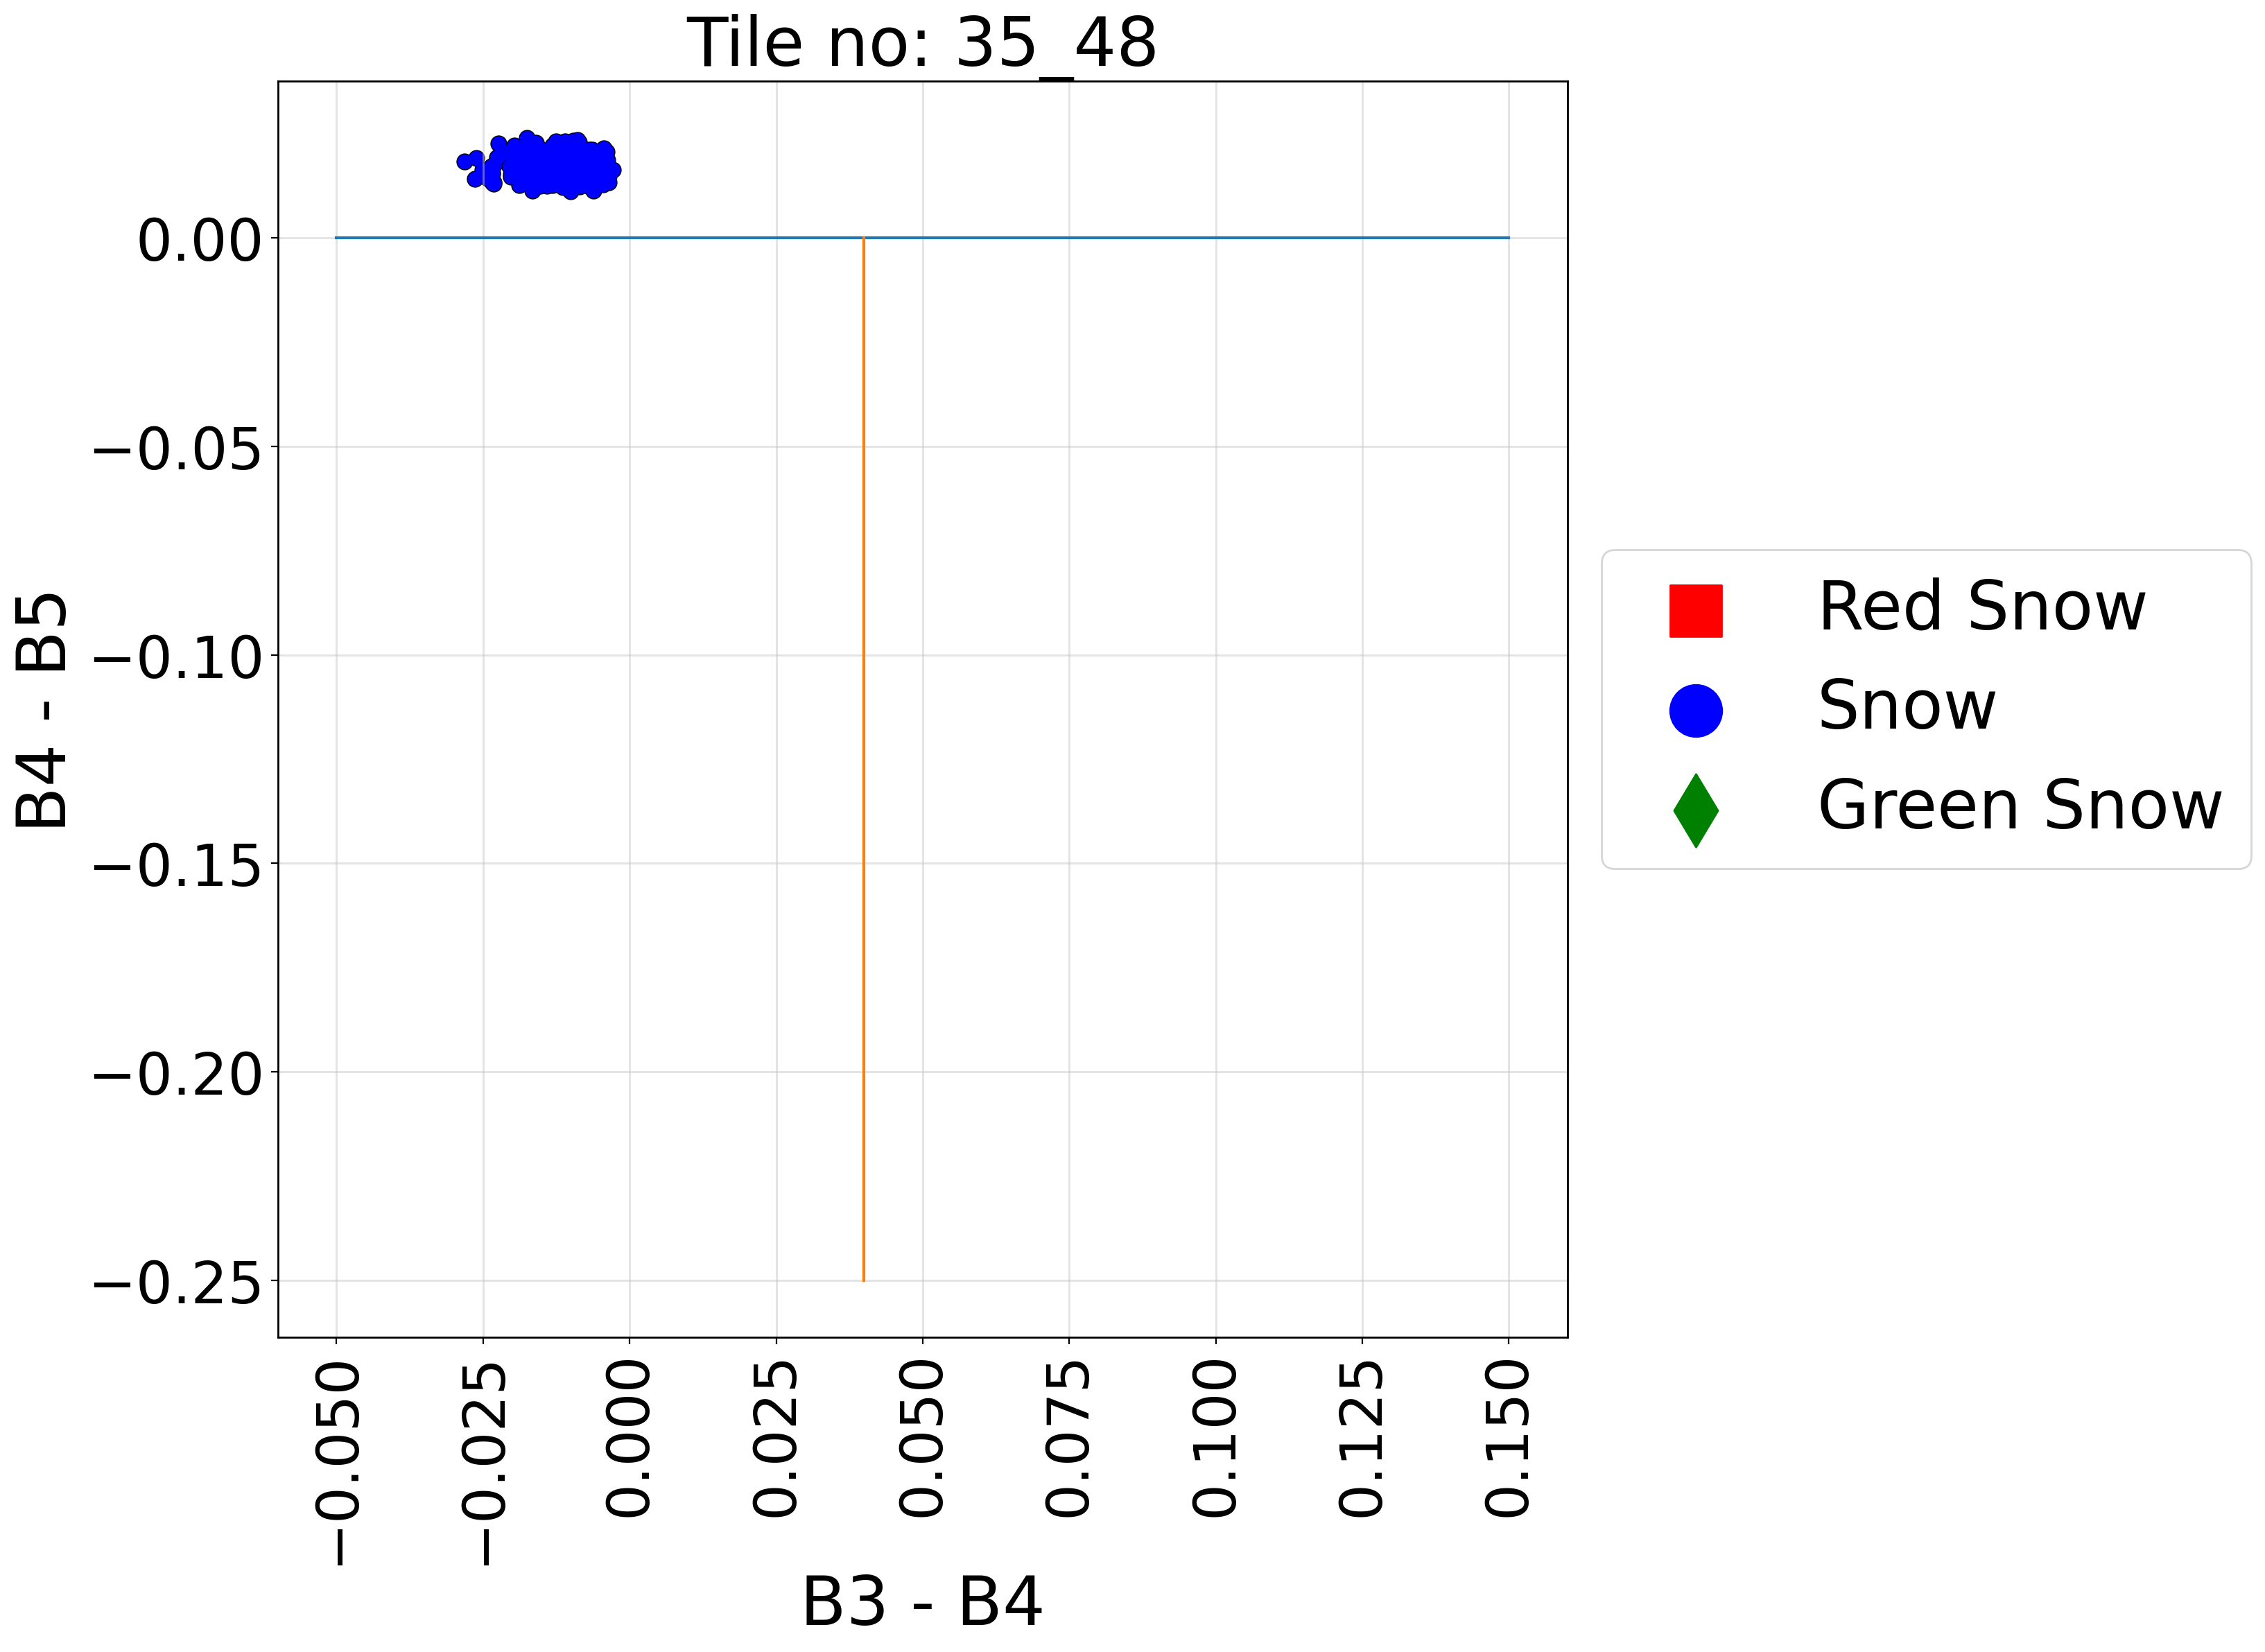 Tile no: 35_48
B4 - B5
0.00
−0.05
−0.10
−0.15
−0.20
−0.25
−0.050
−0.025
0.000
0.025
0.050
0.075
0.100
0.125
0.150
B3 - B4
Red Snow
Snow
Green Snow